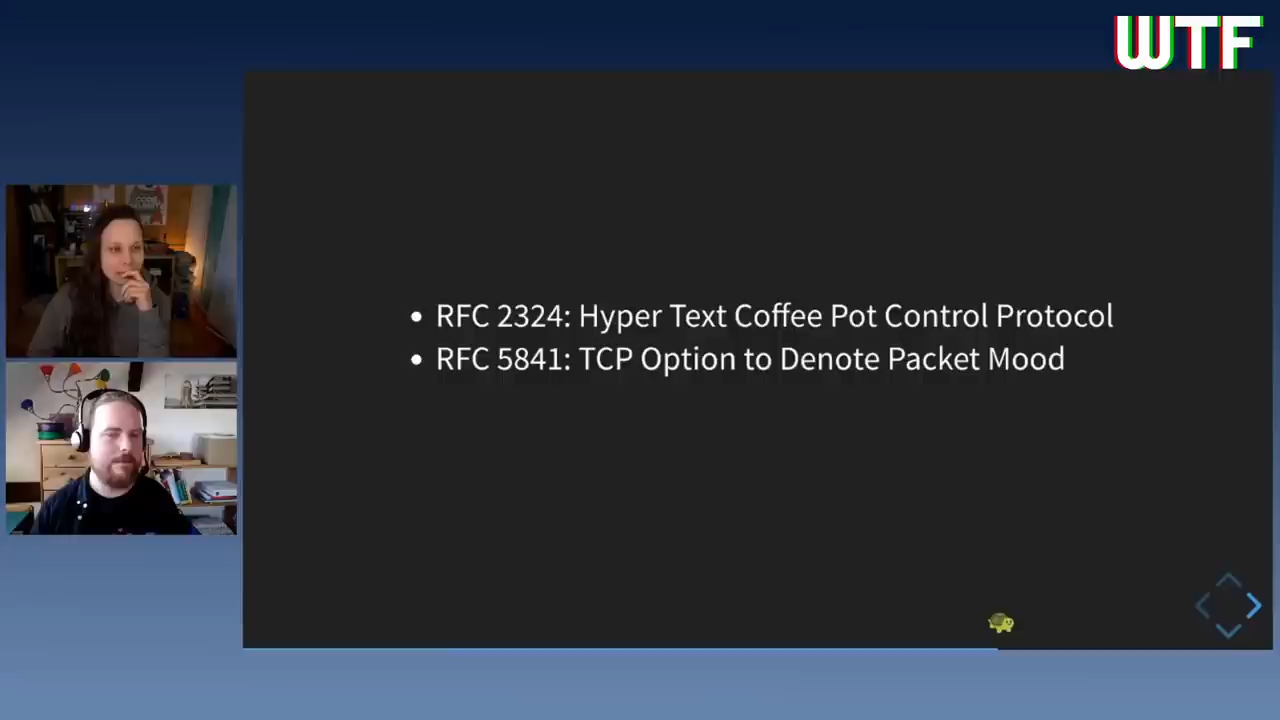 WTF
• RFC 2324: Hyper Text Coffee Pot Control Protocol
• RFC 5841: TCP Option to Denote Packet Mood